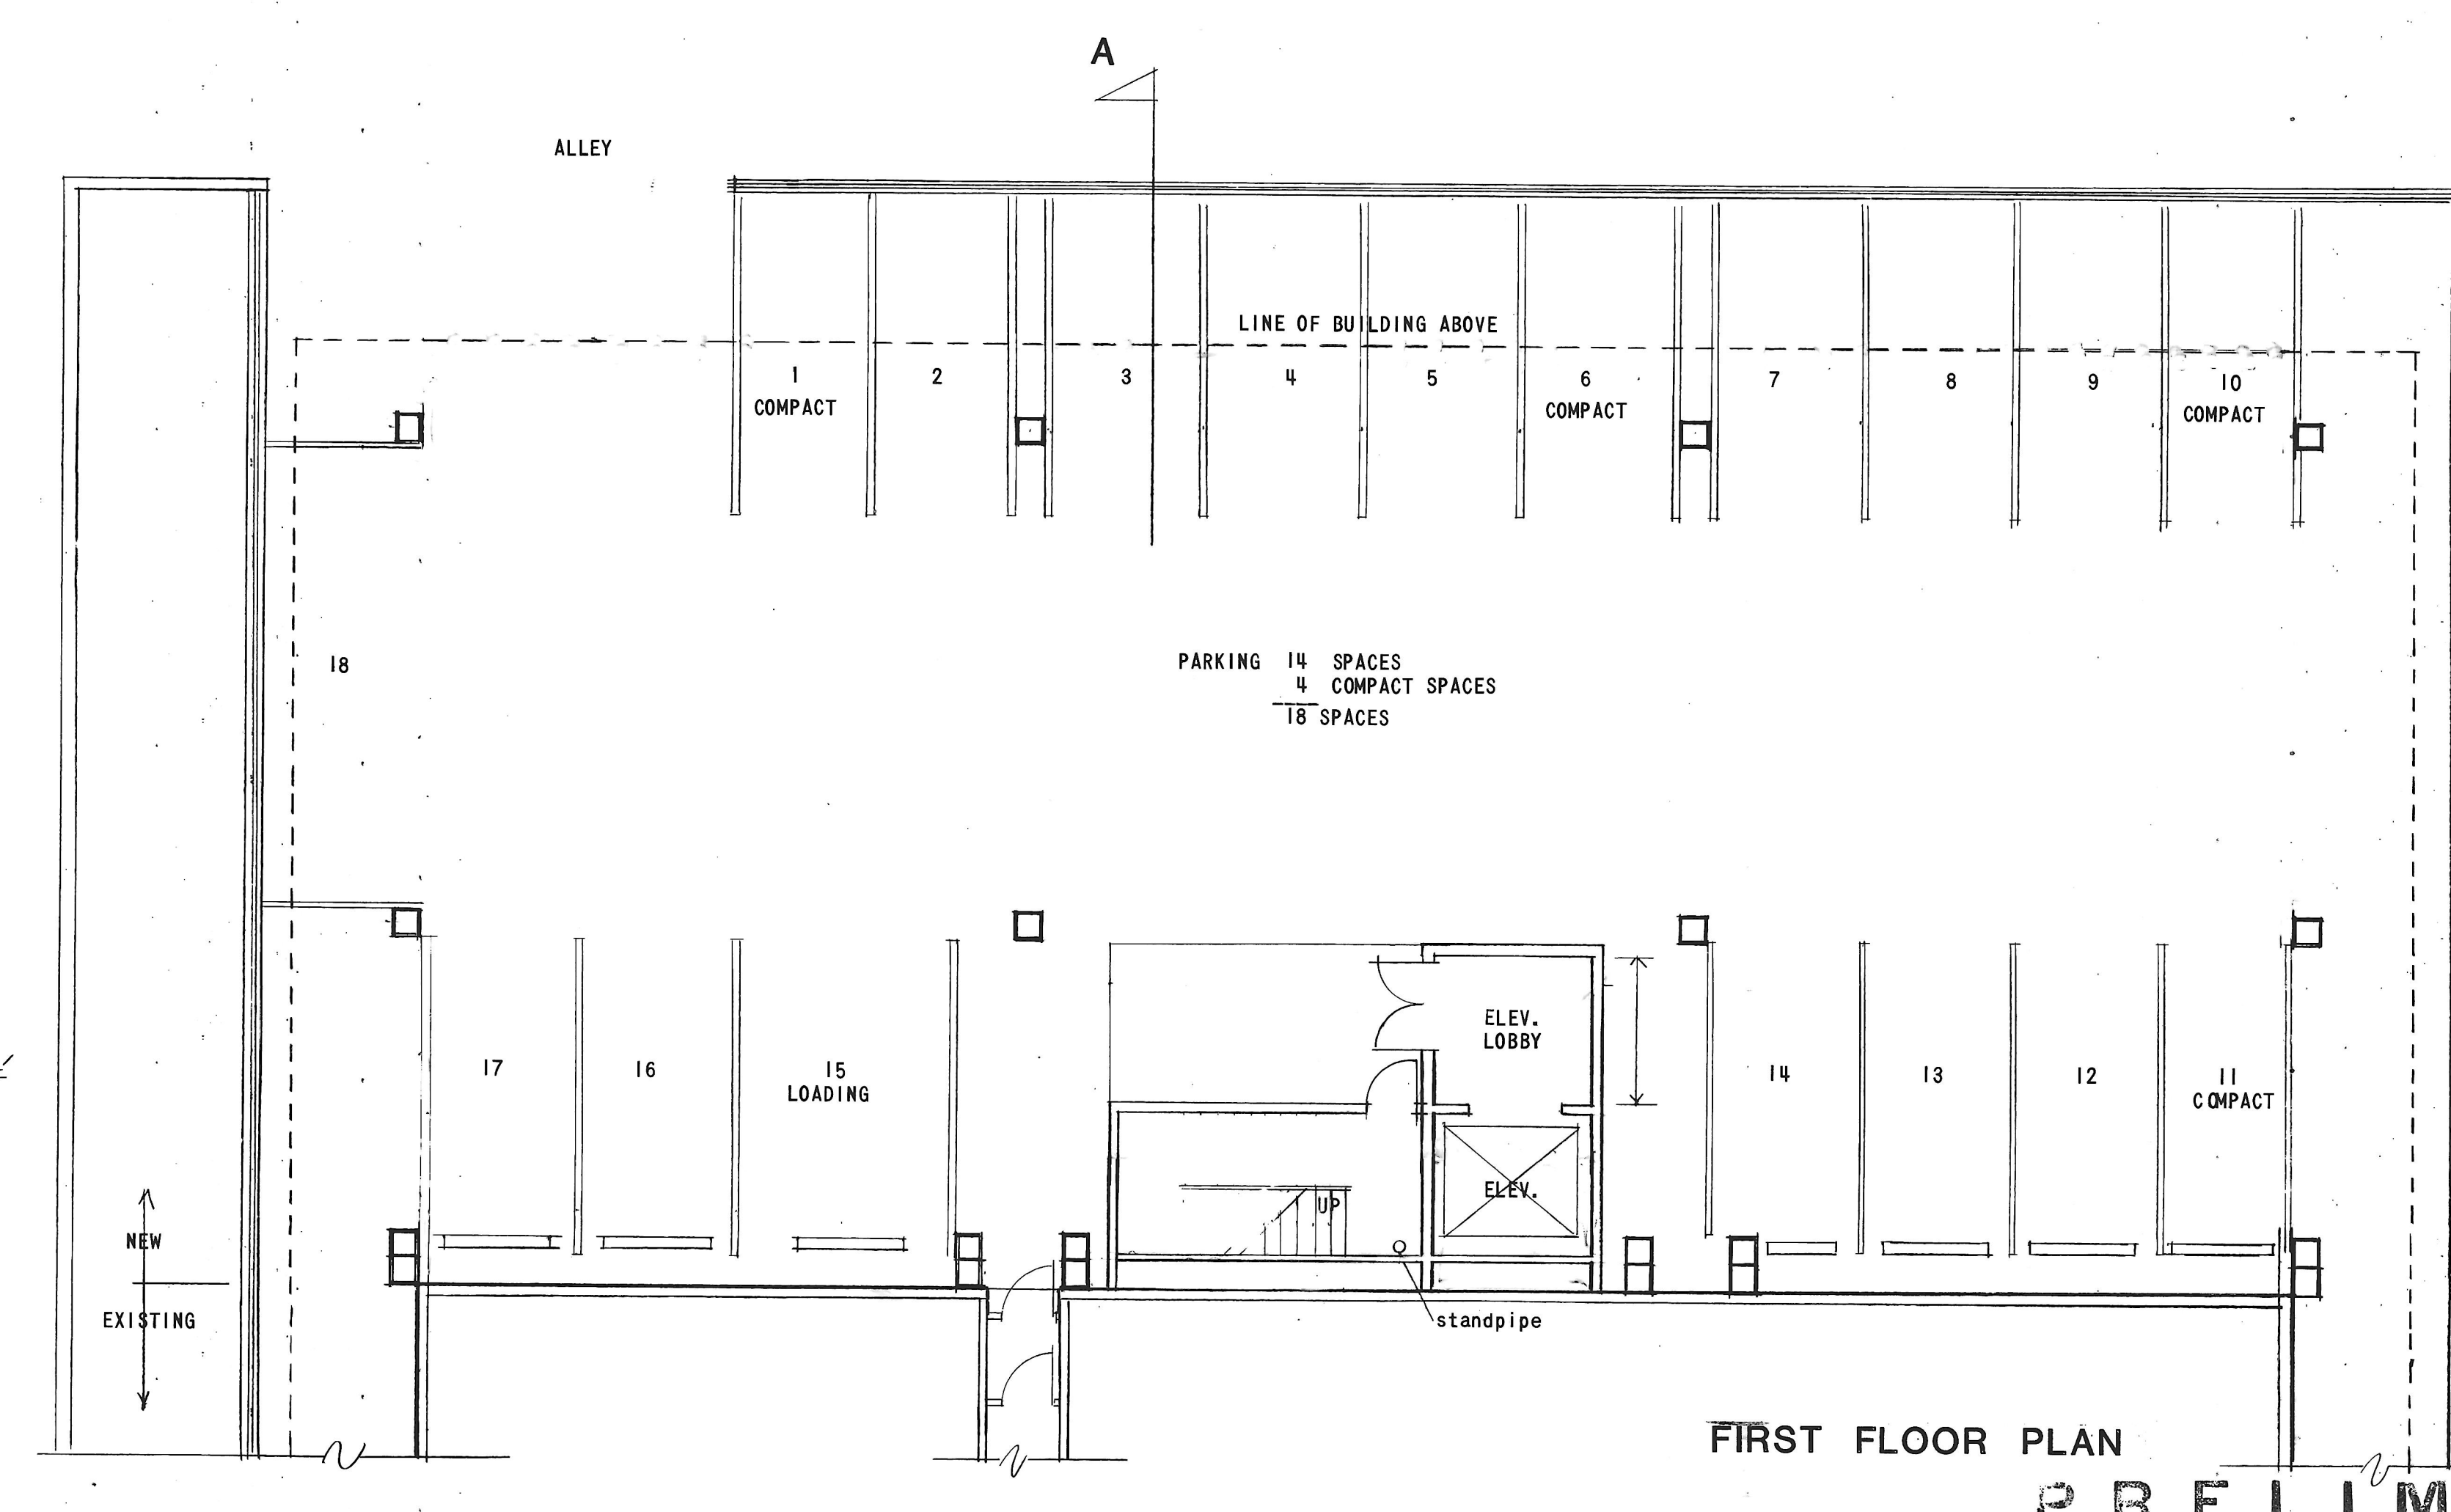 A
ALLEY
LINE OF BUILDING ABOVE
1
COMPACT
2
3
4
5
6
COMPACT
7
8
9
10
COMPACT
18
PARKING 14 SPACES
4 COMPACT SPACES
18 SPACES
17
16
15
LOADING
ELEV.
LOBBY
14
13
12
11
COMPACT
ELEV.
UP
NEW
EXISTING
standpipe
FIRST FLOOR PLAN